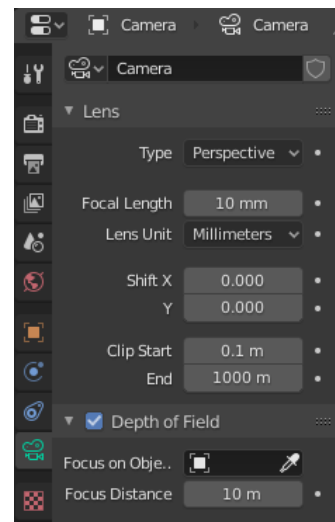 Camera Camera
Camera
Lens
Type Perspective
Focal Length 10 mm
Lens Unit Millimeters
Shift X 0.000
Y 0.000
Clip Start 0.1 m
End 1000 m
Depth of Field
Focus on Obje..
Focus Distance 10 m